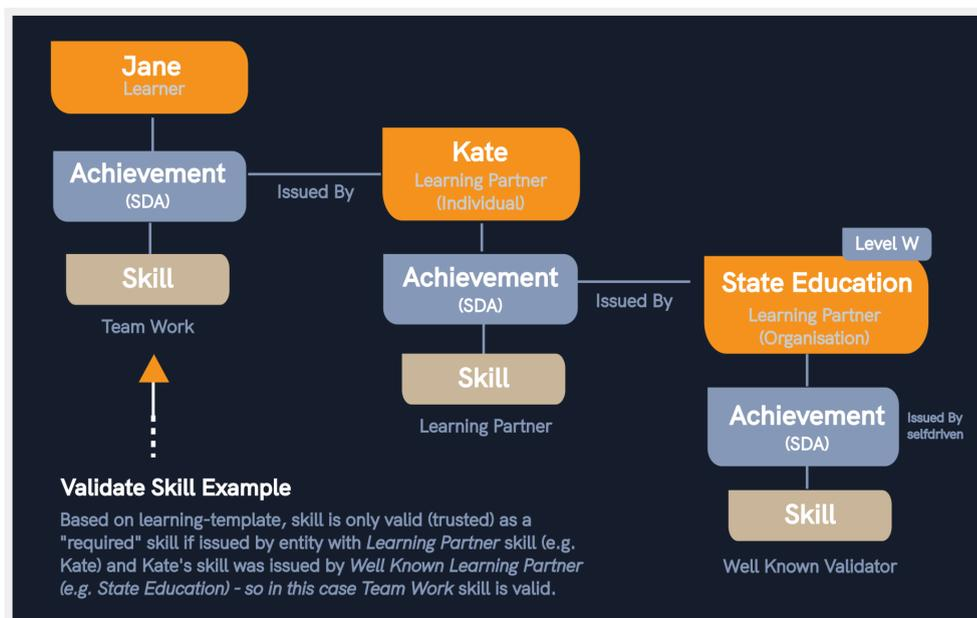 Jane
Learner
Achievement
(SDA)
Issued By
Skill
Team Work
Kate
Learning Partner
(Individual)
Achievement
(SDA)
Issued By
Skill
Learning Partner
Level W
State Education
Learning Partner
(Organisation)
Achievement
(SDA)
Issued By
selfdriven
Skill
Well Known Validator
Validate Skill Example
Based on learning-template, skill is only valid (trusted) as a
"required" skill if issued by entity with Learning Partner skill (e.g.
Kate) and Kate's skill was issued by Well Known Learning Partner
(e.g. State Education) - so in this case Team Work skill is valid.